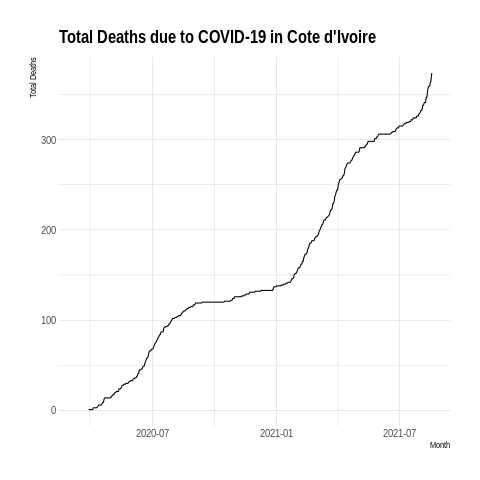 Total Deaths due to COVID-19 in Cote d'Ivoire
Total Deaths
300
200
100
0
2020-07
2021-01
2021-07
Month